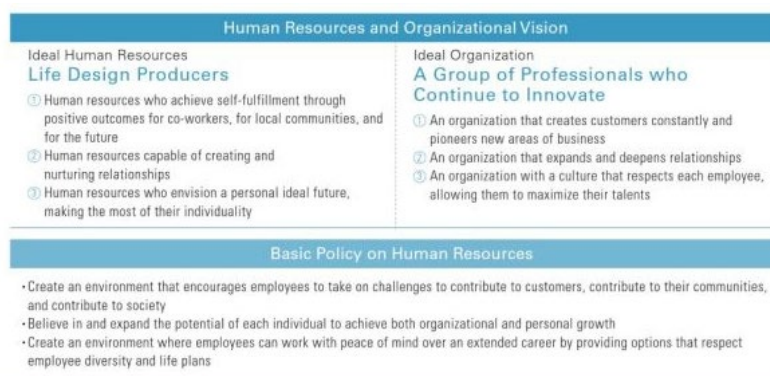 Human Resources and Organizational Vision
Ideal Human Resources
Life Design Producers
① Human resources who achieve self-fulfillment through
positive outcomes for co-workers, for local communities, and
for the future
② Human resources capable of creating and
nurturing relationships
③ Human resources who envision a personal ideal future,
making the most of their individuality
Ideal Organization
A Group of Professionals who
Continue to Innovate
① An organization that creates customers constantly and
pioneers new areas of business
② An organization that expands and deepens relationships
③ An organization with a culture that respects each employee,
allowing them to maximize their talents
Basic Policy on Human Resources
・Create an environment that encourages employees to take on challenges to contribute to customers, contribute to their communities,
and contribute to society
・Believe in and expand the potential of each individual to achieve both organizational and personal growth
・Create an environment where employees can work with peace of mind over an extended career by providing options that respect
employee diversity and life plans